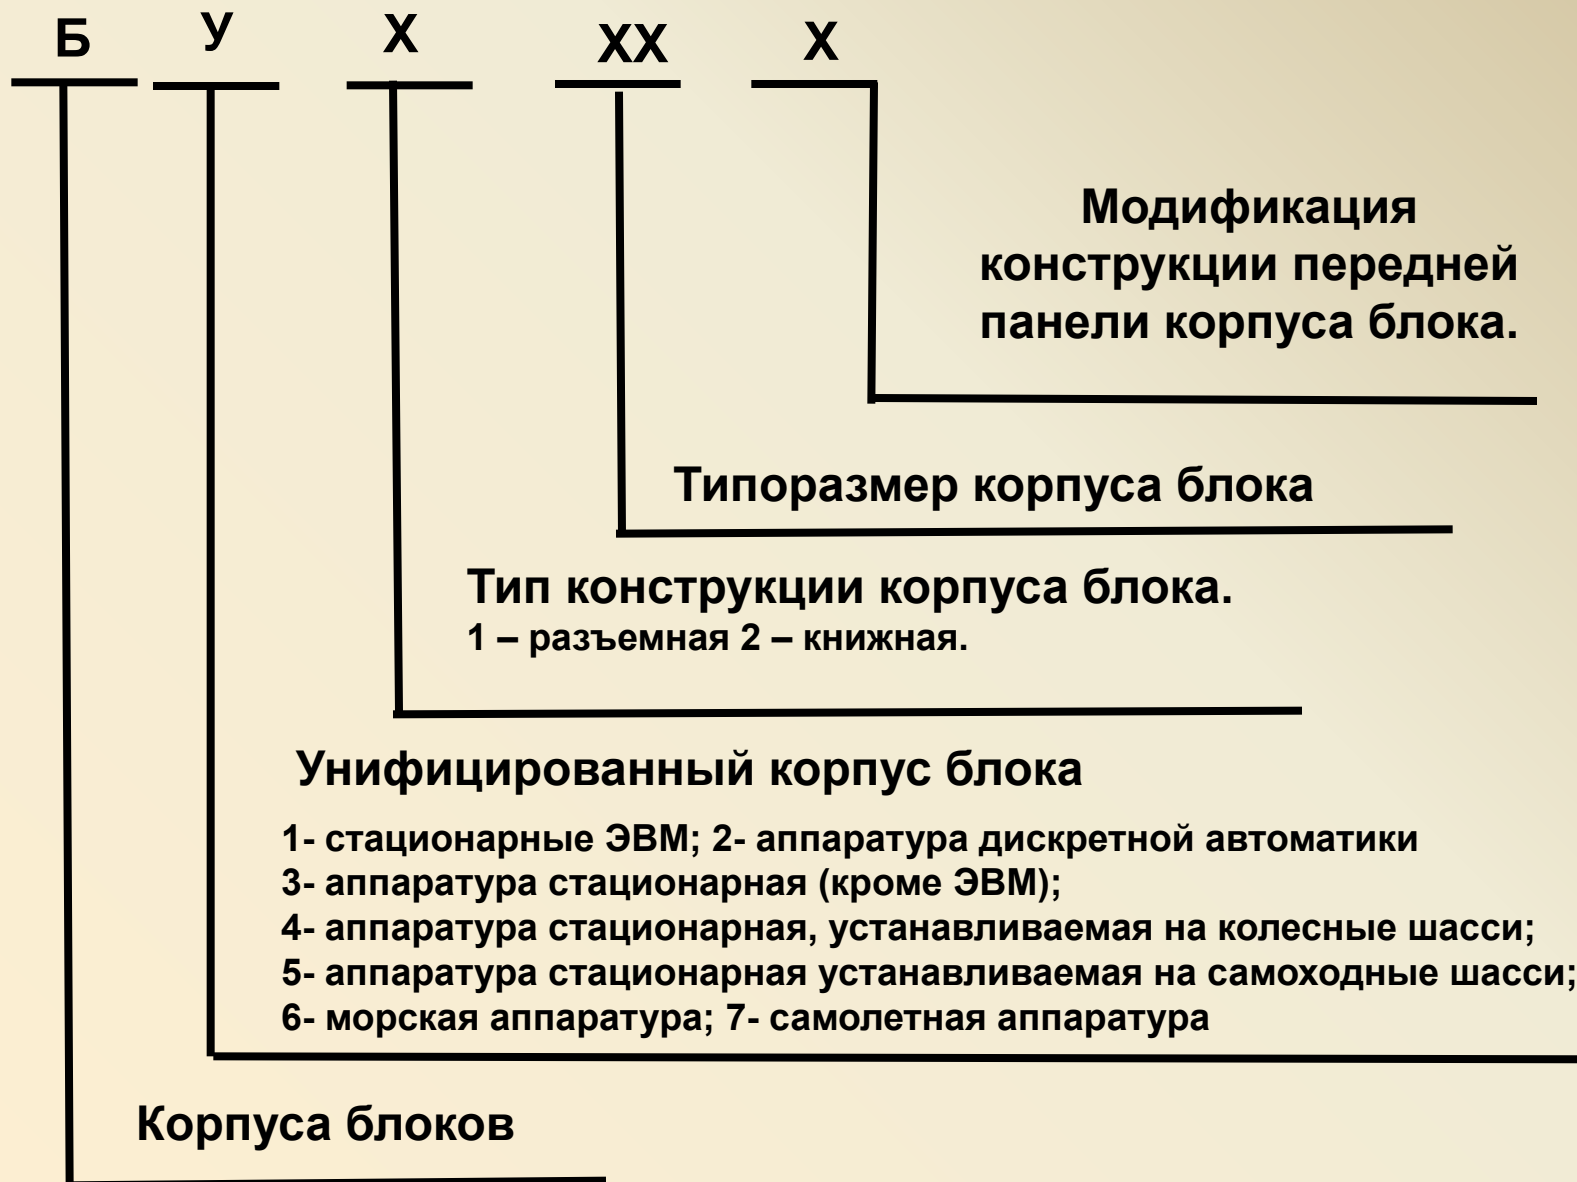 Б У Х ХХ Х
Модификация
конструкции передней
панели корпуса блока.
Типоразмер корпуса блока
Тип конструкции корпуса блока.
1 – разъемная 2 – книжная.
Унифицированный корпус блока
1- стационарные ЭВМ; 2- аппаратура дискретной автоматики
3- аппаратура стационарная (кроме ЭВМ);
4- аппаратура стационарная, устанавливаемая на колесные шасси;
5- аппаратура стационарная устанавливаемая на самоходные шасси;
6- морская аппаратура; 7- самолетная аппаратура
Корпуса блоков